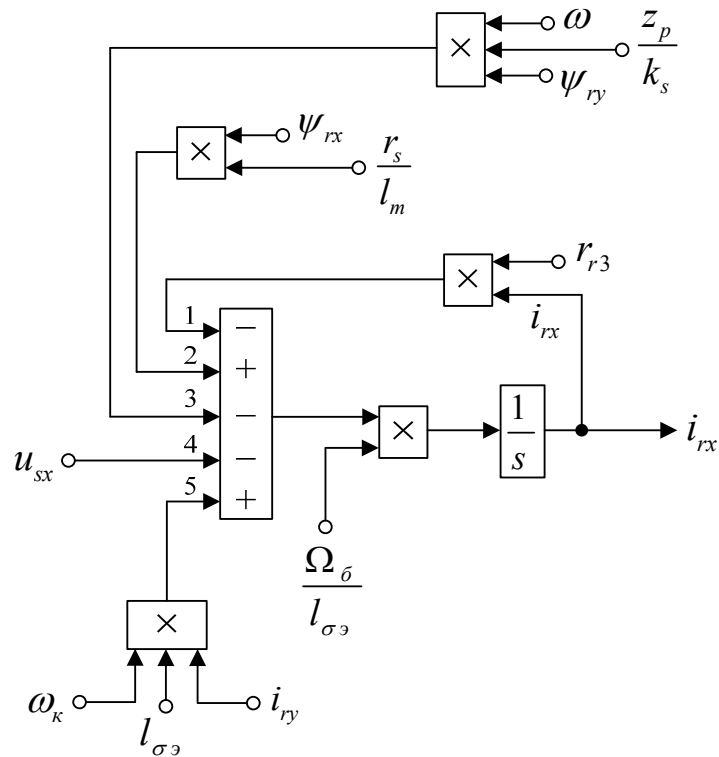 × ω z_p
k_s
ψ_ry
× ψ_rx r_s
l_m
× r_r3
i_rx
1 −
2 +
3 −
u_sx 4 −
5 +
× 1
s i_rx
Ω_б
l_σэ
×
ω_к l_σэ i_ry